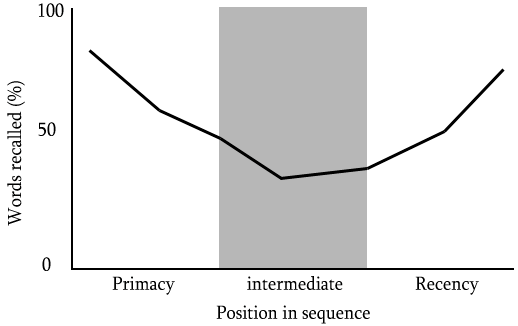 100
50
0
Words recalled (%)
Primacy
intermediate
Recency
Position in sequence